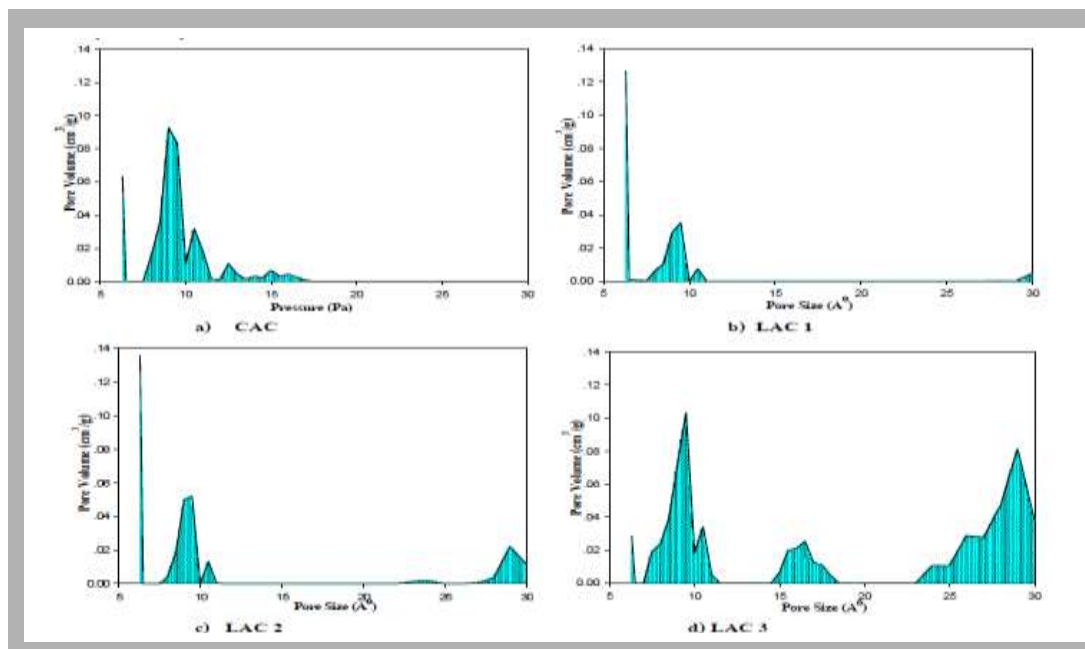 .14
.12
.10
.08
.06
.04
.02
0.00
Pore Volume (cm³/g)
5 10 15 20 25 30
Pressure (Pa)
a) CAC
.14
.12
.10
.08
.06
.04
.02
0.00
Pore Volume (cm³/g)
5 10 15 20 25 30
Pore Size (A⁰)
b) LAC 1
.14
.12
.10
.08
.06
.04
.02
0.00
Pore Volume (cm³/g)
5 10 15 20 25 30
Pore Size (A⁰)
c) LAC 2
.14
.12
.10
.08
.06
.04
.02
0.00
Pore Volume (cm³/g)
5 10 15 20 25 30
Pore Size (A⁰)
d) LAC 3